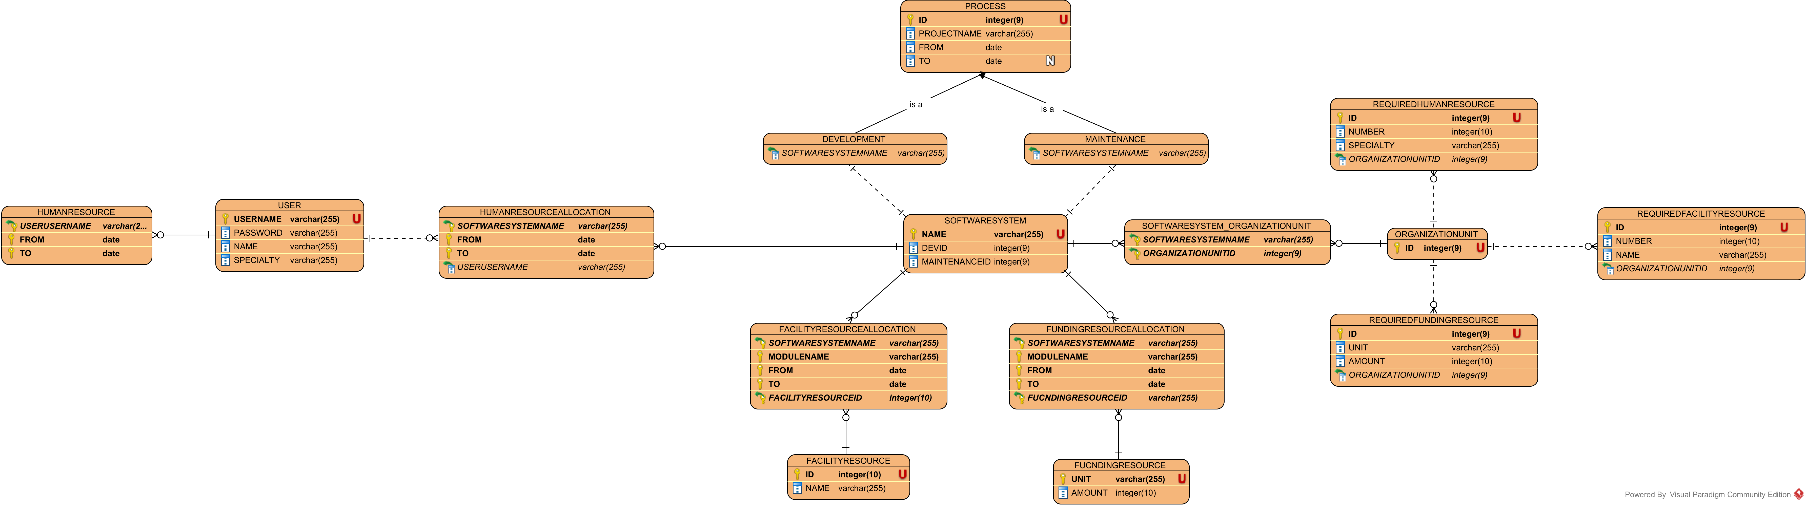 PROCESS
ID integer(9) U
PROJECTNAME varchar(255)
FROM date
TO date N
is a
is a
DEVELOPMENT
SOFTWARESYSTEMNAME varchar(255)
MAINTENANCE
SOFTWARESYSTEMNAME varchar(255)
REQUIREDHUMANRESOURCE
ID integer(9) U
NUMBER integer(10)
SPECIALTY varchar(255)
ORGANIZATIONUNITID integer(9)
HUMANRESOURCE
USERUSERNAME varchar(2...
FROM date
TO date
USER
USERNAME varchar(255) U
PASSWORD varchar(255)
NAME varchar(255)
SPECIALTY varchar(255)
HUMANRESOURCEALLOCATION
SOFTWARESYSTEMNAME varchar(255)
FROM date
TO date
USERUSERNAME varchar(255)
SOFTWARESYSTEM
NAME varchar(255) U
DEVID integer(9)
MAINTENANCEID integer(9)
SOFTWARESYSTEM_ORGANIZATIONUNIT
SOFTWARESYSTEMNAME varchar(255)
ORGANIZATIONUNITID integer(9)
ORGANIZATIONUNIT
ID integer(9) U
REQUIREDFACILITYRESOURCE
ID integer(9) U
NUMBER integer(10)
NAME varchar(255)
ORGANIZATIONUNITID integer(9)
FACILITYRESOURCEALLOCATION
SOFTWARESYSTEMNAME varchar(255)
MODULENAME varchar(255)
FROM date
TO date
FACILITYRESOURCEID integer(10)
FUNDINGRESOURCEALLOCATION
SOFTWARESYSTEMNAME varchar(255)
MODULENAME varchar(255)
FROM date
TO date
FUCNDINGRESOURCEID varchar(255)
REQUIREDFUNDINGRESOURCE
ID integer(9) U
UNIT varchar(255)
AMOUNT integer(10)
ORGANIZATIONUNITID integer(9)
FACILITYRESOURCE
ID integer(10) U
NAME varchar(255)
FUCNDINGRESOURCE
UNIT varchar(255) U
AMOUNT integer(10)
Powered By Visual Paradigm Community Edition